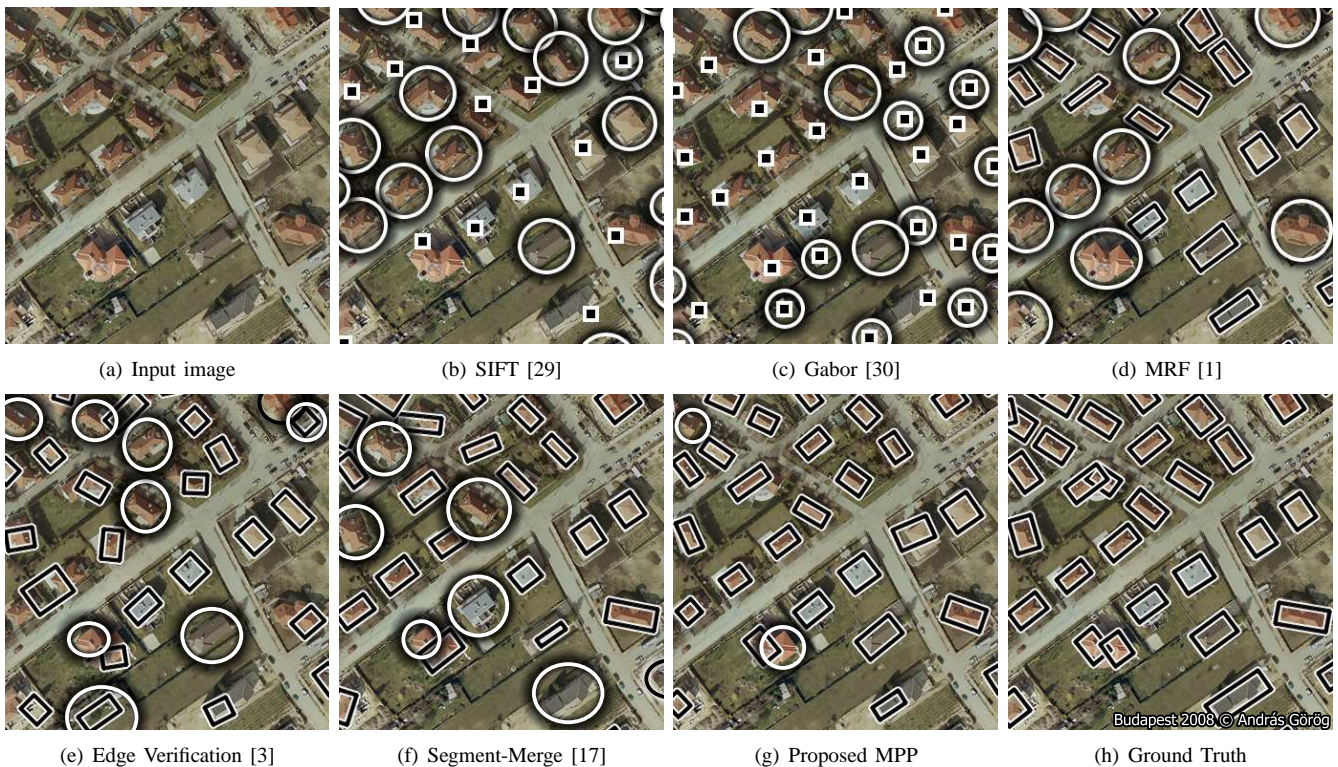 (a) Input image
(b) SIFT [29]
(c) Gabor [30]
(d) MRF [1]
Budapest 2008 © András Görög
(e) Edge Verification [3]
(f) Segment-Merge [17]
(g) Proposed MPP
(h) Ground Truth